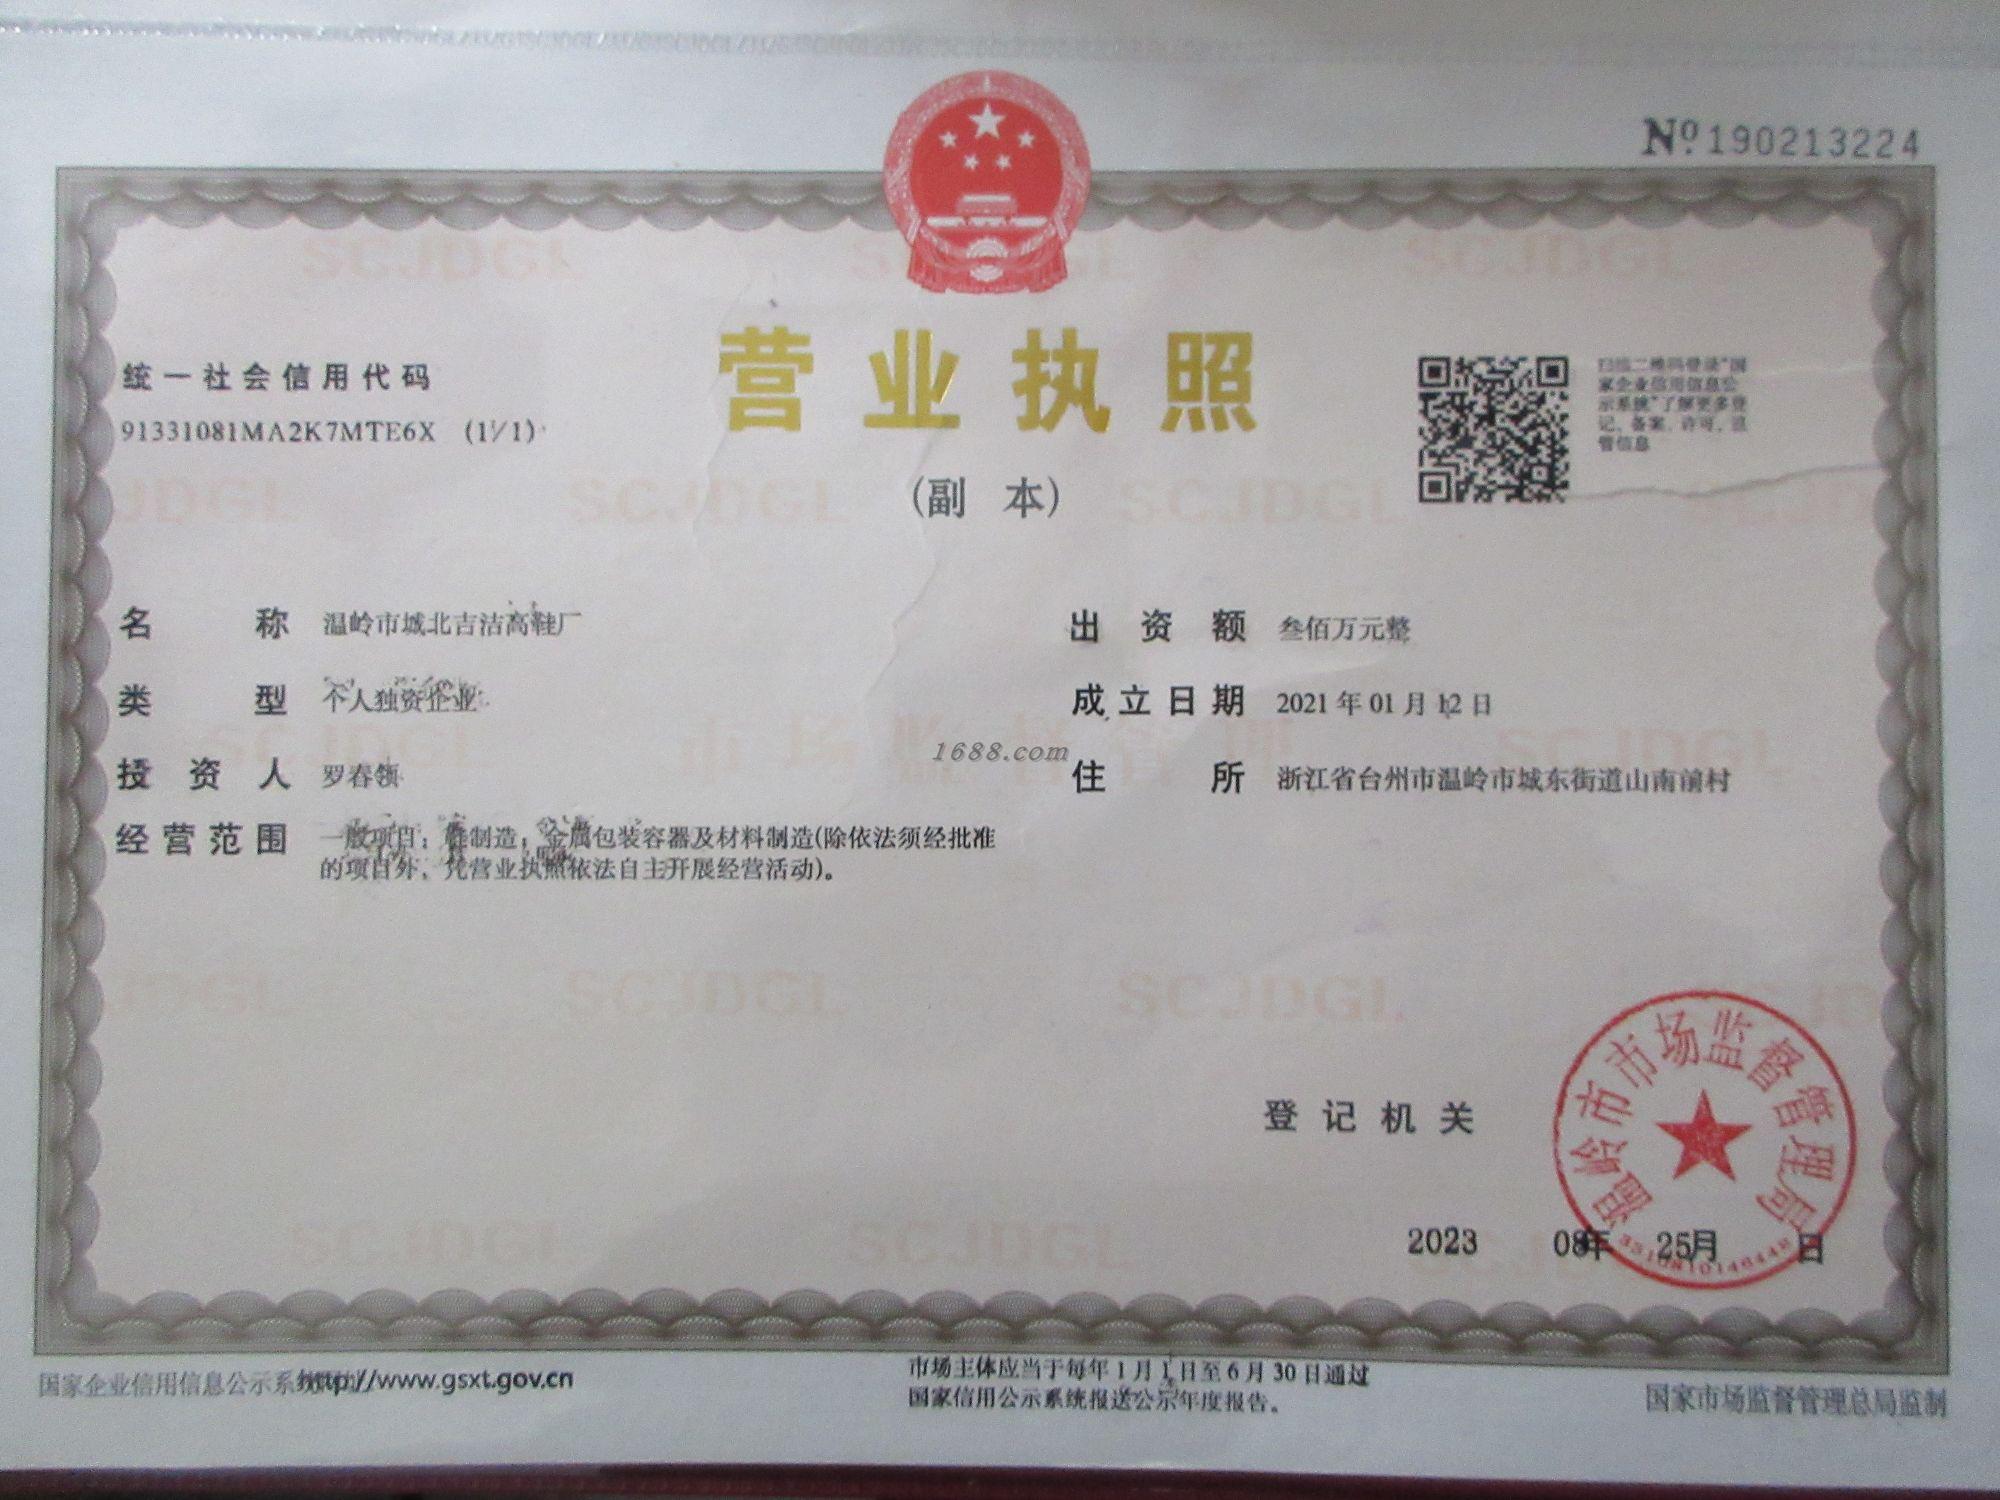 №190213224
营业执照
(副 本)
统一社会信用代码
91331081MA2K7MTE6X (1/1)
扫描二维码登录"国
家企业信用信息公
示系统"了解更多登
记、备案、许可、监
管信息
名 称 温岭市城北吉洁高鞋厂
类 型 个人独资企业
投 资 人 罗春领
经营范围 一般项目：鞋制造；金属包装容器及材料制造(除依法须经批准
的项目外，凭营业执照依法自主开展经营活动)。
出 资 额 叁佰万元整
成立日期 2021年01月12日
住 所 浙江省台州市温岭市城东街道山南前村
1688.com
登记机关
温岭市市场监督管理局
2023 年 08 月 25 日
国家企业信用信息公示系统 http://www.gsxt.gov.cn
市场主体应当于每年1月1日至6月30日通过
国家信用公示系统报送公示年度报告。
国家市场监督管理总局监制